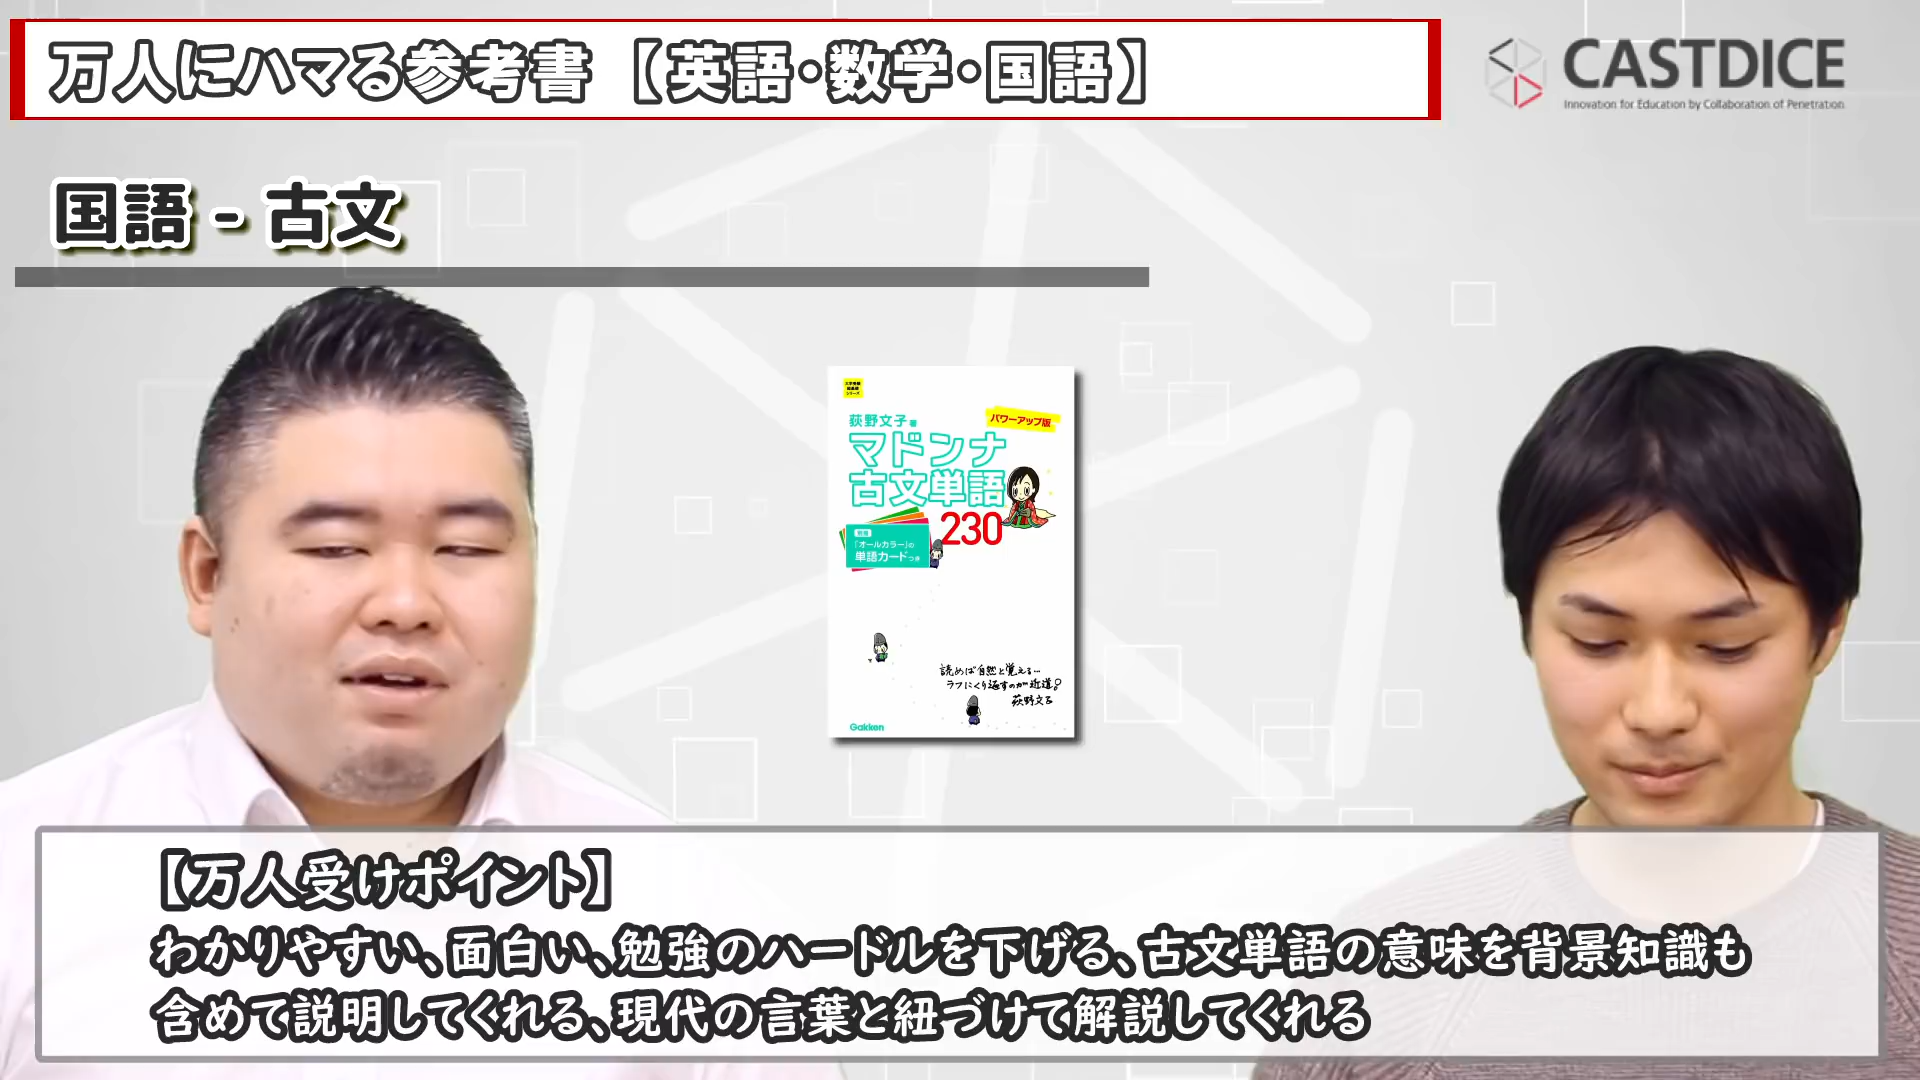 万人にハマる参考書【英語・数学・国語】
CASTDICE
Innovation for Education by Collaboration of Penetration
国語 - 古文
パワーアップ版
荻野文子 著
マドンナ
古文単語
230
「オールカラー」の
単語カードつき
読めば自然と覚える…
ラフにくり返すのが近道!
荻野文子
Gakken
【万人受けポイント】
わかりやすい、面白い、勉強のハードルを下げる、古文単語の意味を背景知識も
含めて説明してくれる、現代の言葉と紐づけて解説してくれる